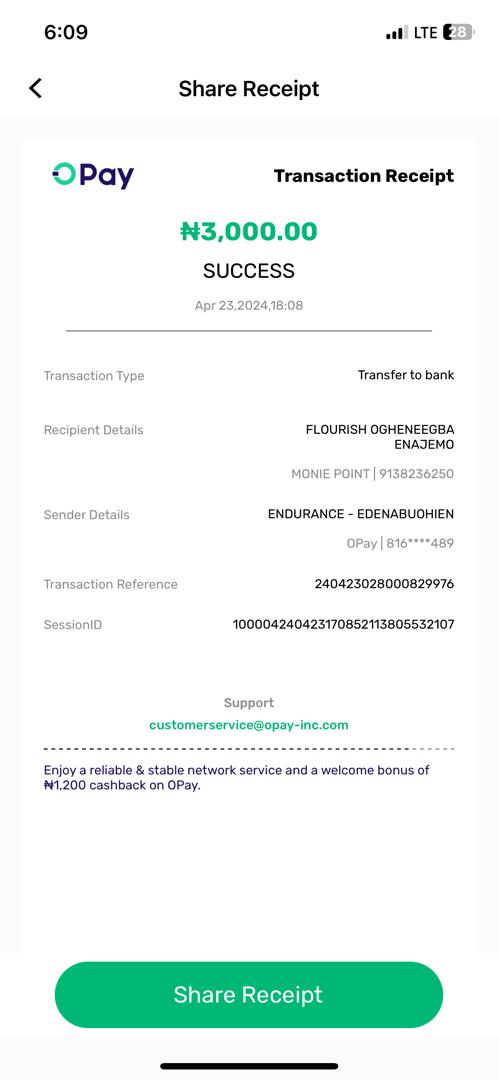 6:09
LTE 28
Share Receipt
OPay
Transaction Receipt
₦3,000.00
SUCCESS
Apr 23,2024,18:08
Transaction Type
Transfer to bank
Recipient Details
FLOURISH OGHENEEGBA
ENAJEMO
MONIE POINT | 9138236250
Sender Details
ENDURANCE - EDENABUOHIEN
OPay | 816****489
Transaction Reference
240423028000829976
SessionID
100004240423170852113805532107
Support
customerservice@opay-inc.com
Enjoy a reliable & stable network service and a welcome bonus of
₦1,200 cashback on OPay.
Share Receipt